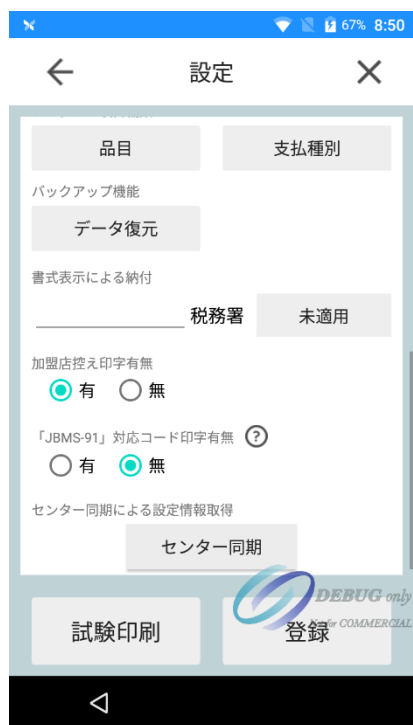 67% 8:50
設定
品目 支払種別
バックアップ機能
データ復元
書式表示による納付
税務署 未適用
加盟店控え印字有無
有 無
「JBMS-91」対応コード印字有無 ?
有 無
センター同期による設定情報取得
センター同期
DEBUG only
for COMMERCIAL
試験印刷 登録